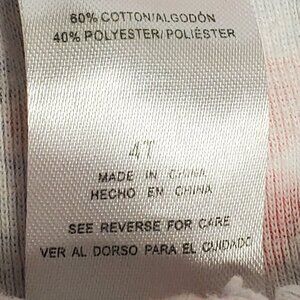 60% COTTON/ALGODÓN
40% POLYESTER/POLIÉSTER
4T
MADE IN CHINA
HECHO EN CHINA
SEE REVERSE FOR CARE
VER AL DORSO PARA EL CUIDADO